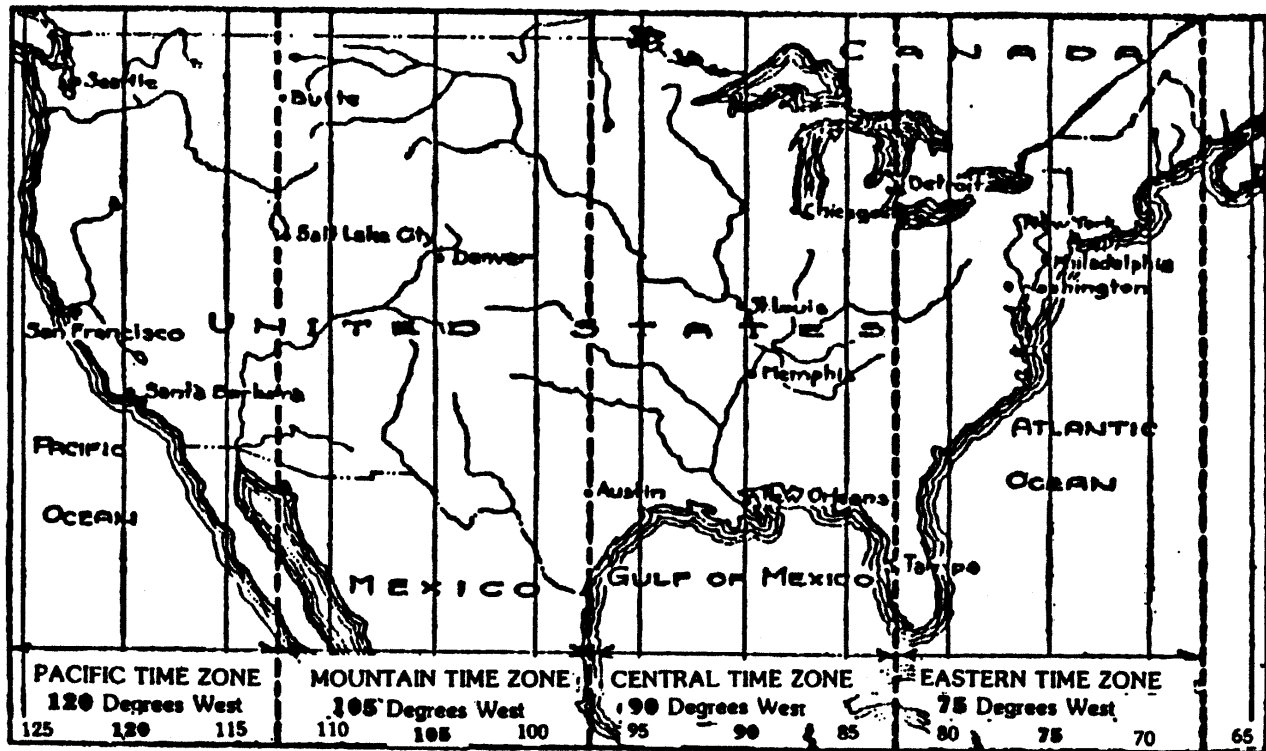 CANADA
Seattle
Butte
Detroit
Chicago
New York
Salt Lake City
Denver
Philadelphia
Washington
St. Louis
San Francisco
UNITED STATES
Memphis
Santa Barbara
PACIFIC
OCEAN
ATLANTIC
OCEAN
Austin
New Orleans
Tampa
MEXICO
GULF OF MEXICO
PACIFIC TIME ZONE
120 Degrees West
MOUNTAIN TIME ZONE
105 Degrees West
CENTRAL TIME ZONE
90 Degrees West
EASTERN TIME ZONE
75 Degrees West
125 120 115 110 105 100 95 90 85 82 75 70 65